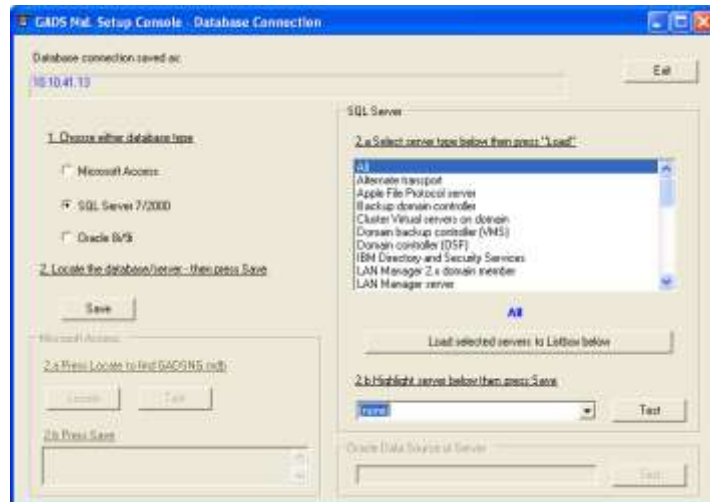 GADS Nxt. Setup Console - Database Connection
Database connection saved as:
10.10.41.13
Exit
1. Choose either database type
Microsoft Access
SQL Server 7/2000
Oracle 8i/9i
2. Locate the database/server - then press Save
Save
Microsoft Access
2.a Press Locate to find GADSNG.mdb
Locate
Test
2.b Press Save
SQL Server
2.a Select server type below then press "Load"
All
Alternate transport
Apple File Protocol server
Backup domain controller
Cluster Virtual servers on domain
Domain backup controller (VMS)
Domain controller (OSF)
IBM Directory and Security Services
LAN Manager 2.x domain member
LAN Manager server
All
Load selected servers to Listbox below
2.b Highlight server below then press Save
(none)
Test
Oracle Data Source or Server
Test